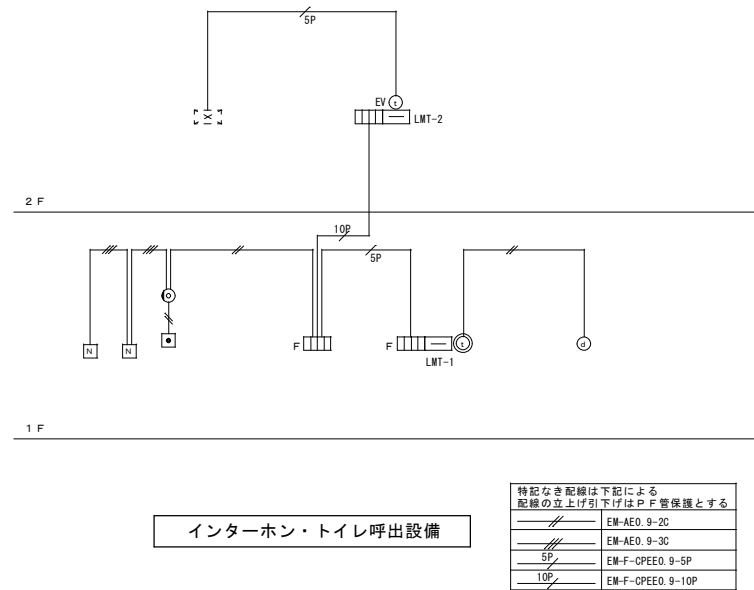 5P
EV t
X
LMT-2
2F
10P
5P
N
N
F
F
t
d
LMT-1
1F
インターホン・トイレ呼出設備
特記なき配線は下記による
配線の立上げ引下げはPF管保護とする
EM-AE0.9-2C
EM-AE0.9-3C
5P EM-F-CPEE0.9-5P
10P EM-F-CPEE0.9-10P